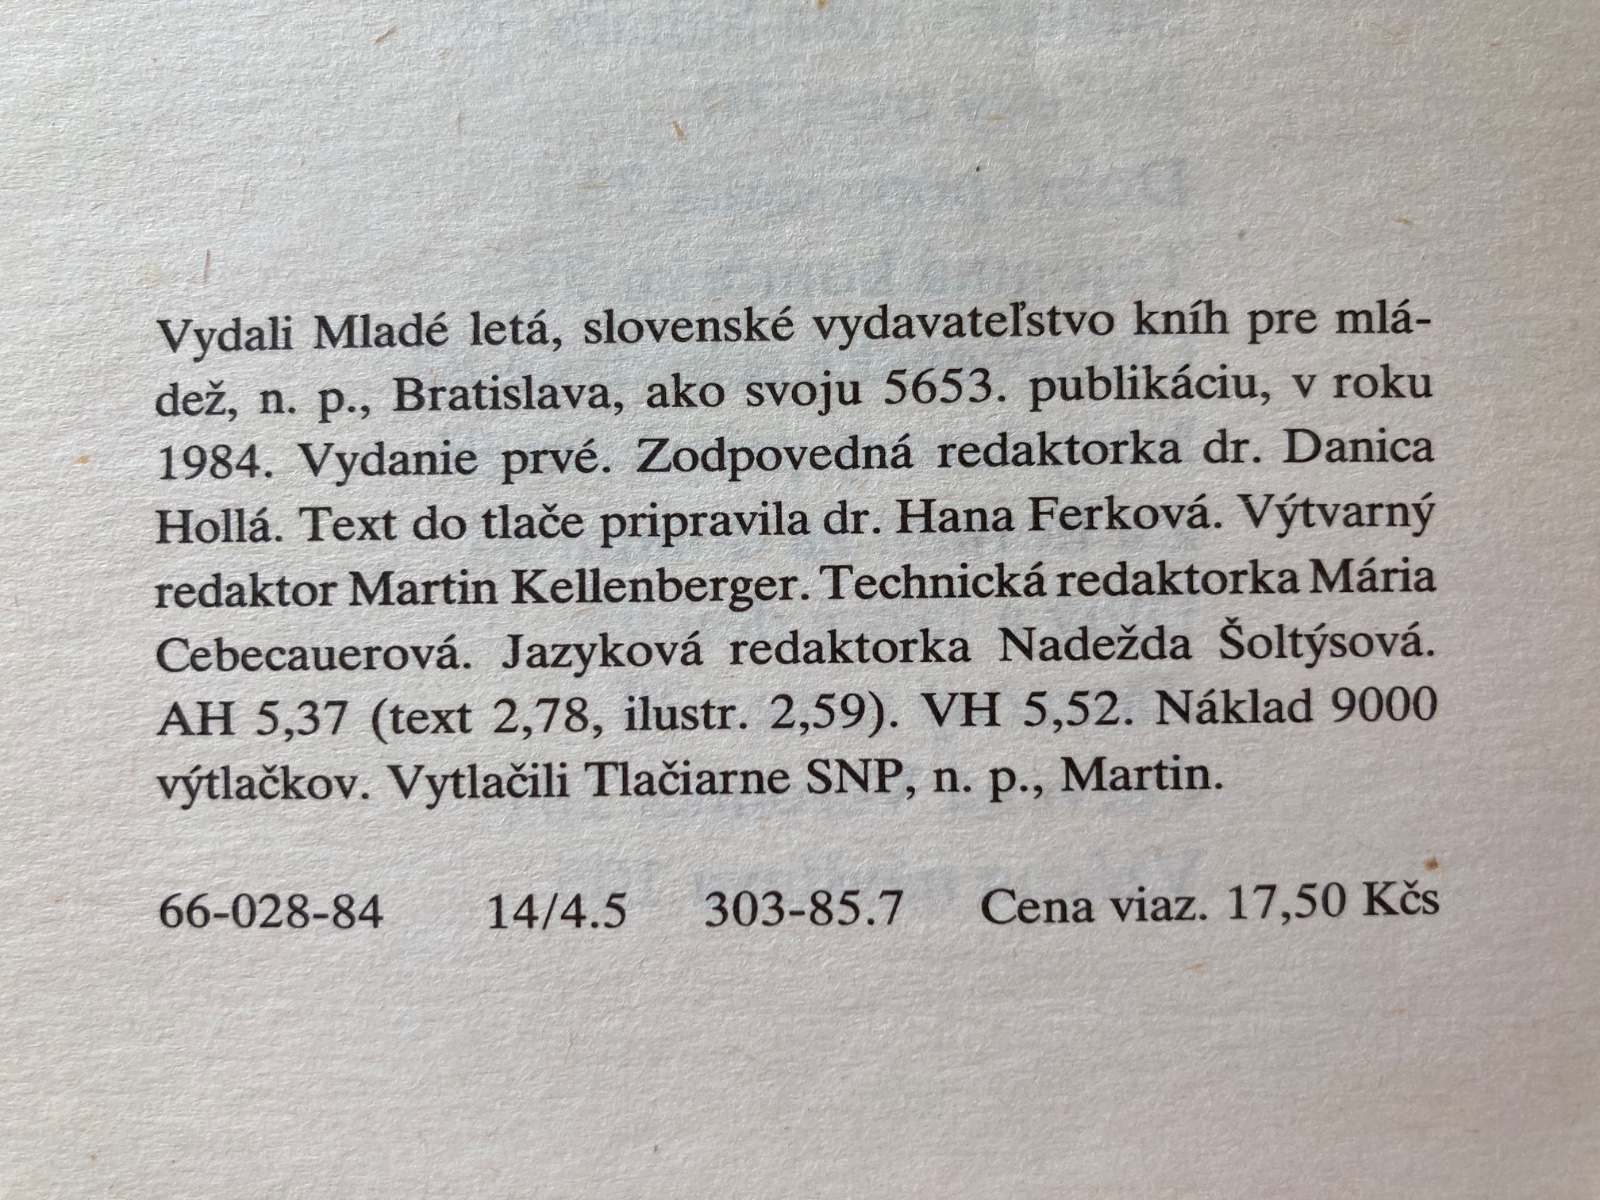 Vydali Mladé letá, slovenské vydavateľstvo kníh pre mlá-
dež, n. p., Bratislava, ako svoju 5653. publikáciu, v roku
1984. Vydanie prvé. Zodpovedná redaktorka dr. Danica
Hollá. Text do tlače pripravila dr. Hana Ferková. Výtvarný
redaktor Martin Kellenberger. Technická redaktorka Mária
Cebecauerová. Jazyková redaktorka Nadežda Šoltýsová.
AH 5,37 (text 2,78, ilustr. 2,59). VH 5,52. Náklad 9000
výtlačkov. Vytlačili Tlačiarne SNP, n. p., Martin.
66-028-84 14/4.5 303-85.7 Cena viaz. 17,50 Kčs